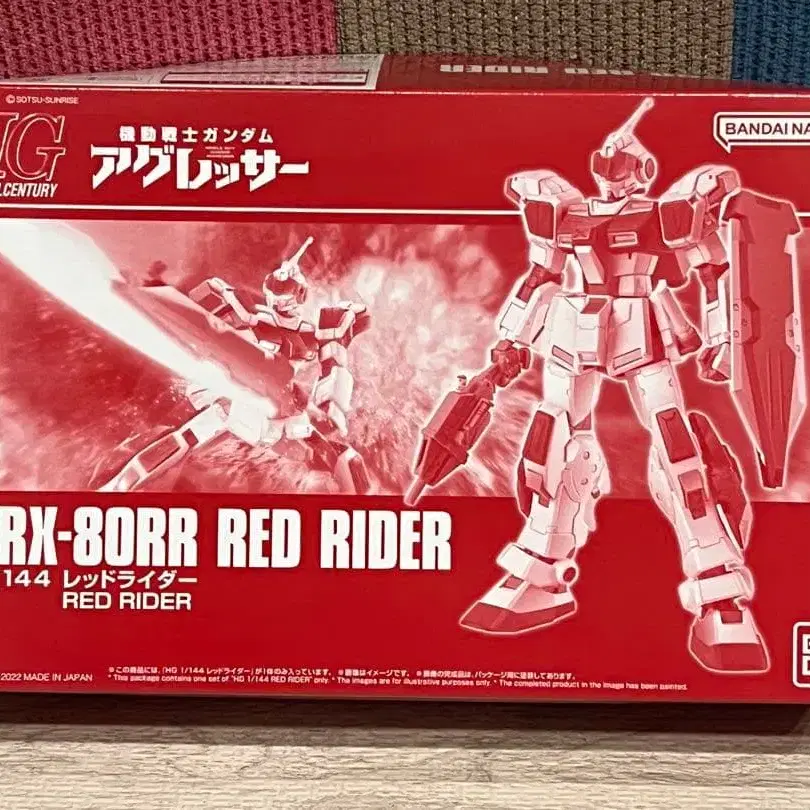 RED RIDER
©SOTSU·SUNRISE
HG
機動戦士ガンダム
アグレッサー
BANDAI NA
CENTURY
RX-80RR RED RIDER
144 レッドライダー
RED RIDER
2022 MADE IN JAPAN
※この商品には、「HG 1/144 レッドライダー」が1体のみ入っています。 ※画像はイメージです。 ※画像の完成品は、パッケージ用に塗装してあります。
* This package contains one set of "HG 1/144 RED RIDER" only. * The images are for illustrative purposes only. * The completed product in the image has been painted.